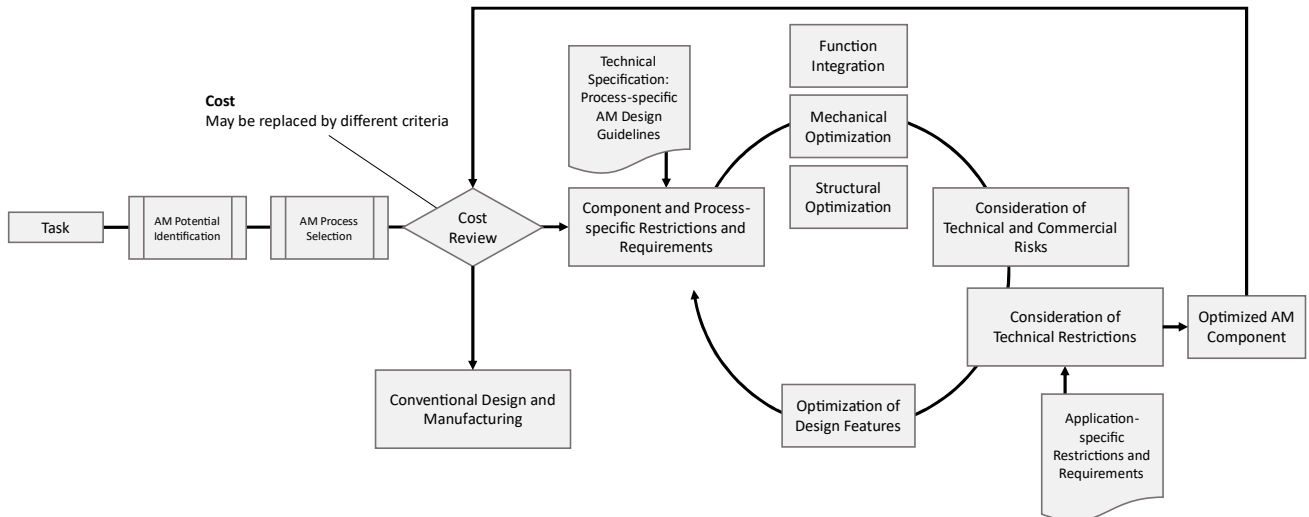 Cost
May be replaced by different criteria
Task
AM Potential
Identification
AM Process
Selection
Cost
Review
Conventional Design and
Manufacturing
Technical
Specification:
Process-specific
AM Design
Guidelines
Component and Process-
specific Restrictions and
Requirements
Function
Integration
Mechanical
Optimization
Structural
Optimization
Consideration of
Technical and Commercial
Risks
Consideration of
Technical Restrictions
Optimized AM
Component
Optimization of
Design Features
Application-
specific
Restrictions and
Requirements